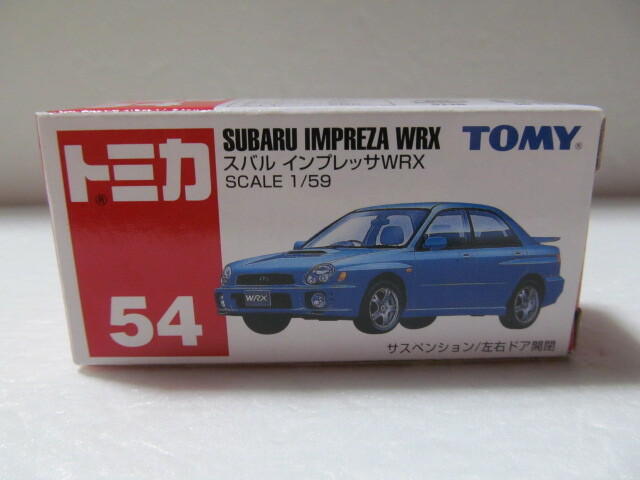 トミカ®
54
SUBARU IMPREZA WRX
スバル インプレッサWRX
SCALE 1/59
TOMY®
WRX
サスペンション/左右ドア開閉